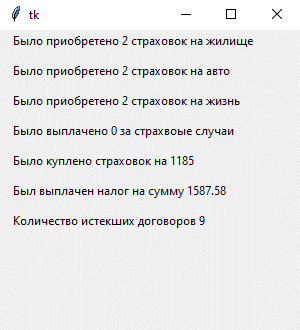 tk
Было приобретено 2 страховок на жилище
Было приобретено 2 страховок на авто
Было приобретено 2 страховок на жизнь
Было выплачено 0 за страхвоые случаи
Было куплено страховок на 1185
Был выплачен налог на сумму 1587.58
Количество истекших договоров 9